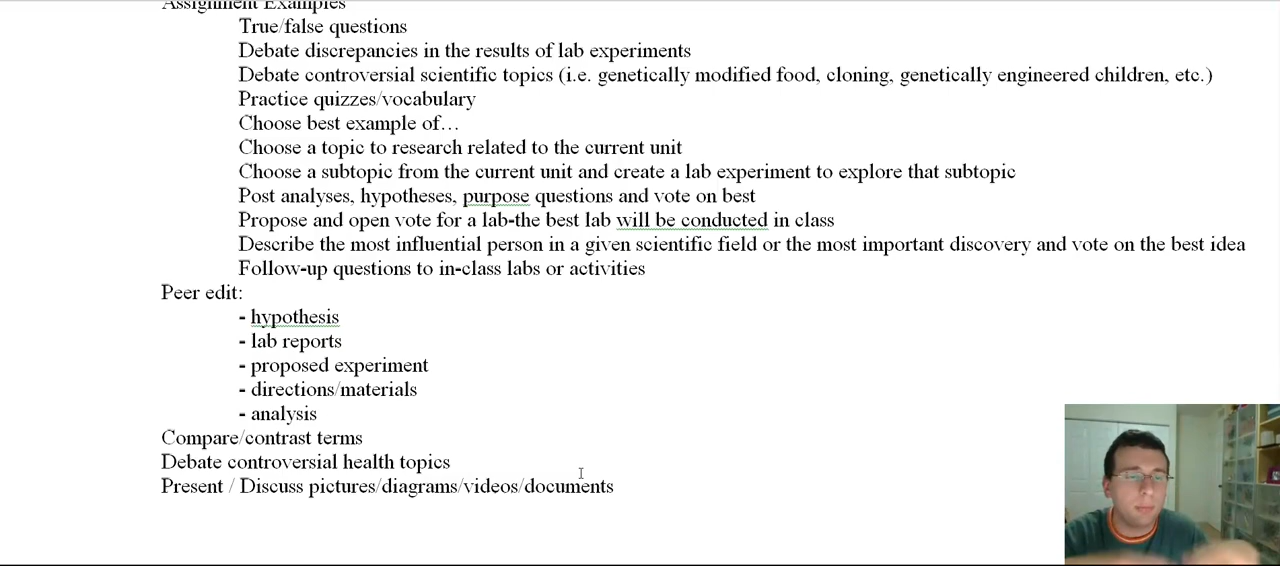 Assignment Examples
True/false questions
Debate discrepancies in the results of lab experiments
Debate controversial scientific topics (i.e. genetically modified food, cloning, genetically engineered children, etc.)
Practice quizzes/vocabulary
Choose best example of…
Choose a topic to research related to the current unit
Choose a subtopic from the current unit and create a lab experiment to explore that subtopic
Post analyses, hypotheses, purpose questions and vote on best
Propose and open vote for a lab-the best lab will be conducted in class
Describe the most influential person in a given scientific field or the most important discovery and vote on the best idea
Follow-up questions to in-class labs or activities
Peer edit:
- hypothesis
- lab reports
- proposed experiment
- directions/materials
- analysis
Compare/contrast terms
Debate controversial health topics
Present / Discuss pictures/diagrams/videos/documents